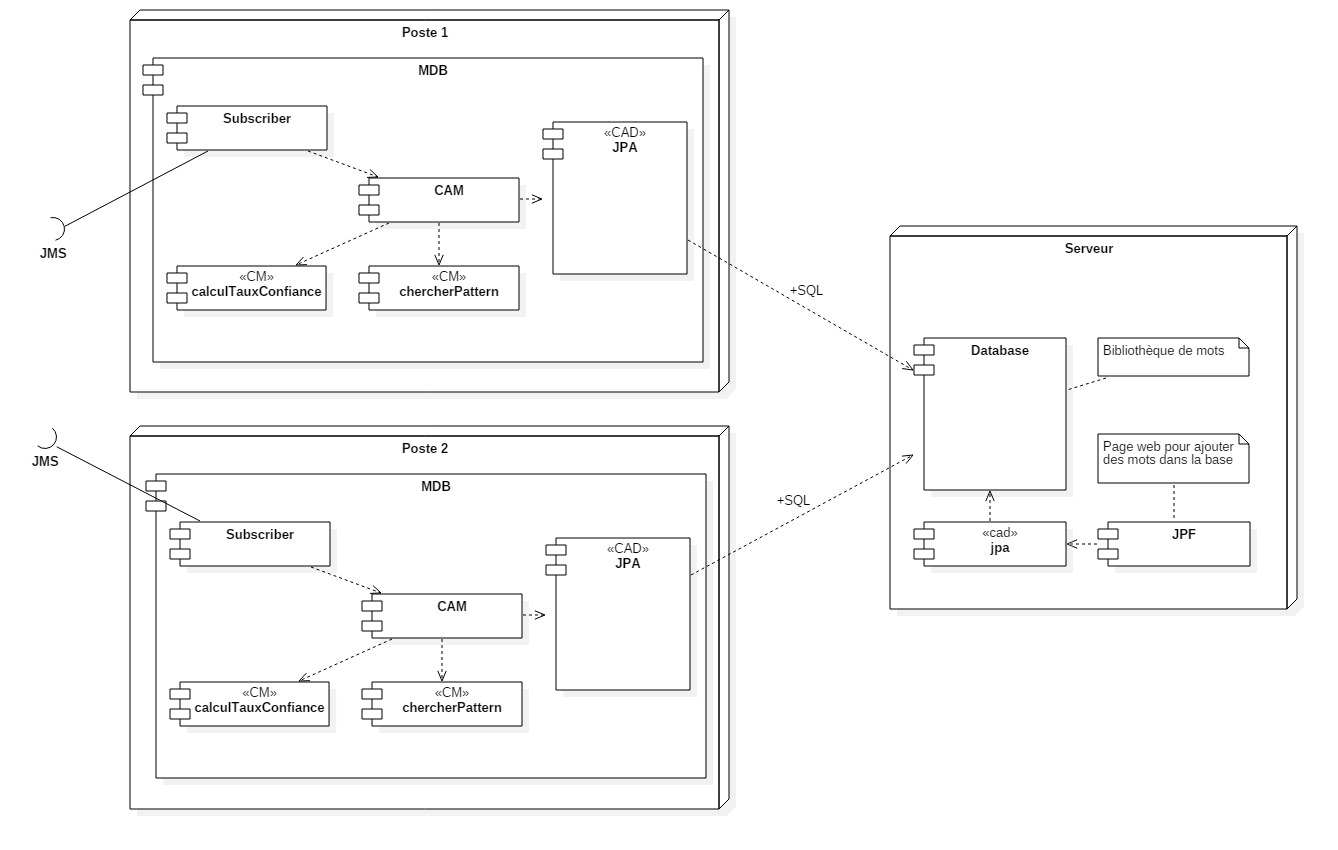 Poste 1
MDB
Subscriber
«CAD»
JPA
CAM
JMS
«CM»
calculTauxConfiance
«CM»
chercherPattern
+SQL
Poste 2
JMS
MDB
Subscriber
«CAD»
JPA
CAM
«CM»
calculTauxConfiance
«CM»
chercherPattern
+SQL
Serveur
Database
Bibliothèque de mots
Page web pour ajouter
des mots dans la base
«cad»
jpa
JPF